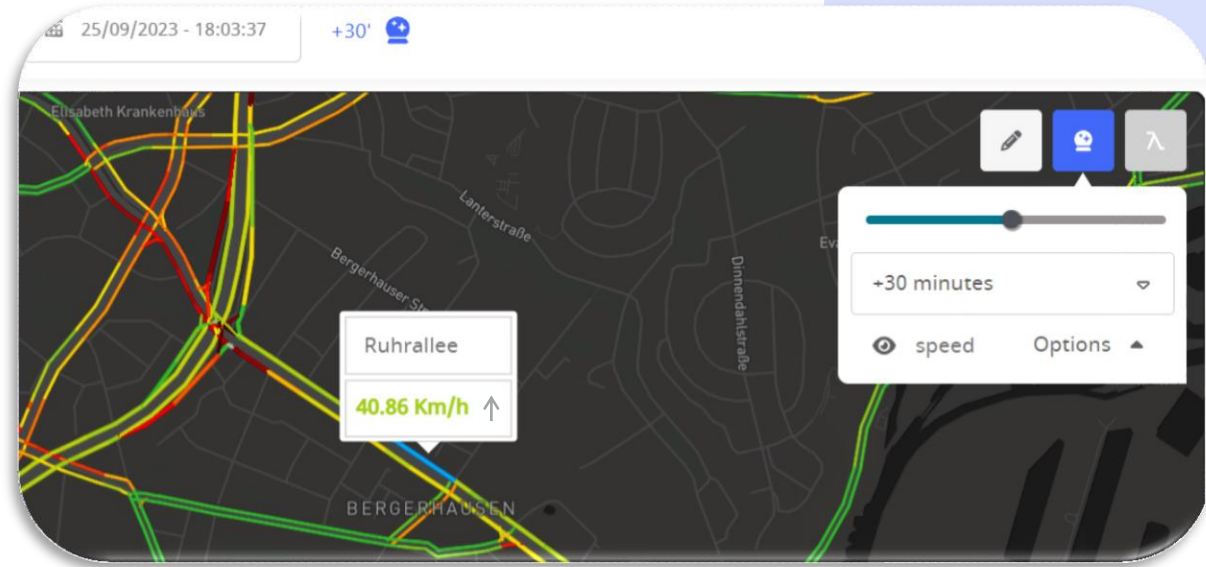 25/09/2023 - 18:03:37
+30'
Elisabeth Krankenhaus
λ
Lanterstraße
Bergerhauser
Dinnendahlstraße
+30 minutes
speed
Options
Ruhrallee
40.86 Km/h ↑
BERGERHAUSEN